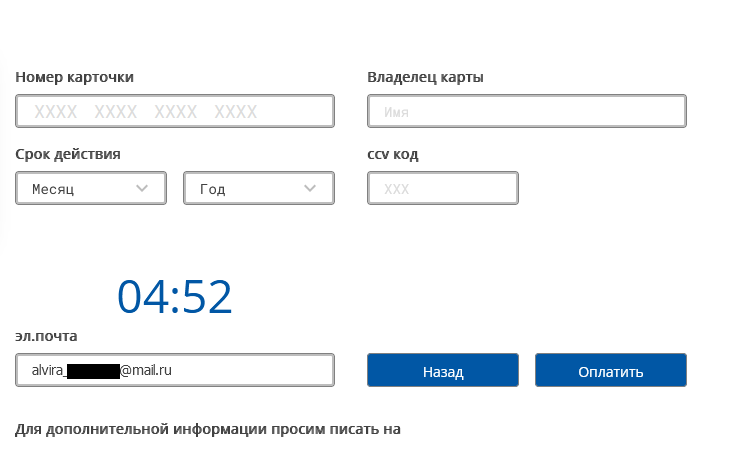 Номер карточки Владелец карты
XXXX XXXX XXXX XXXX Имя
Срок действия ccv код
Месяц Год XXX
04:52
эл.почта
alvira_ @mail.ru Назад Оплатить
Для дополнительной информации просим писать на